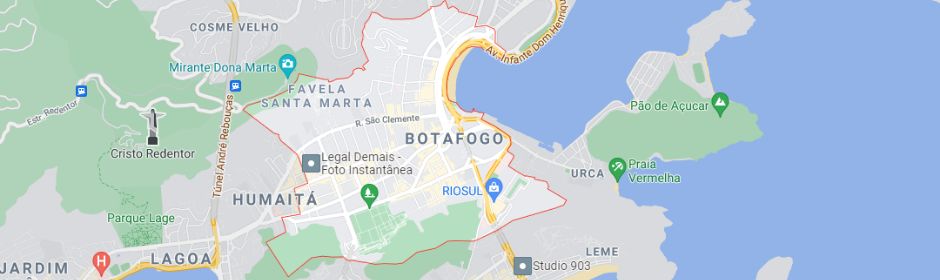 COSME VELHO
Mirante Dona Marta
FAVELA
SANTA MARTA
Av. Infante Dom Henrique
Estr. Redentor
Túnel André Rebouças
R. São Clemente
BOTAFOGO
Pão de Açucar
Cristo Redentor
Legal Demais -
Foto Instantânea
URCA
Praia
Vermelha
RIOSUL
HUMAITÁ
Parque Lage
LAGOA
JARDIM
H
LEME
Studio 903